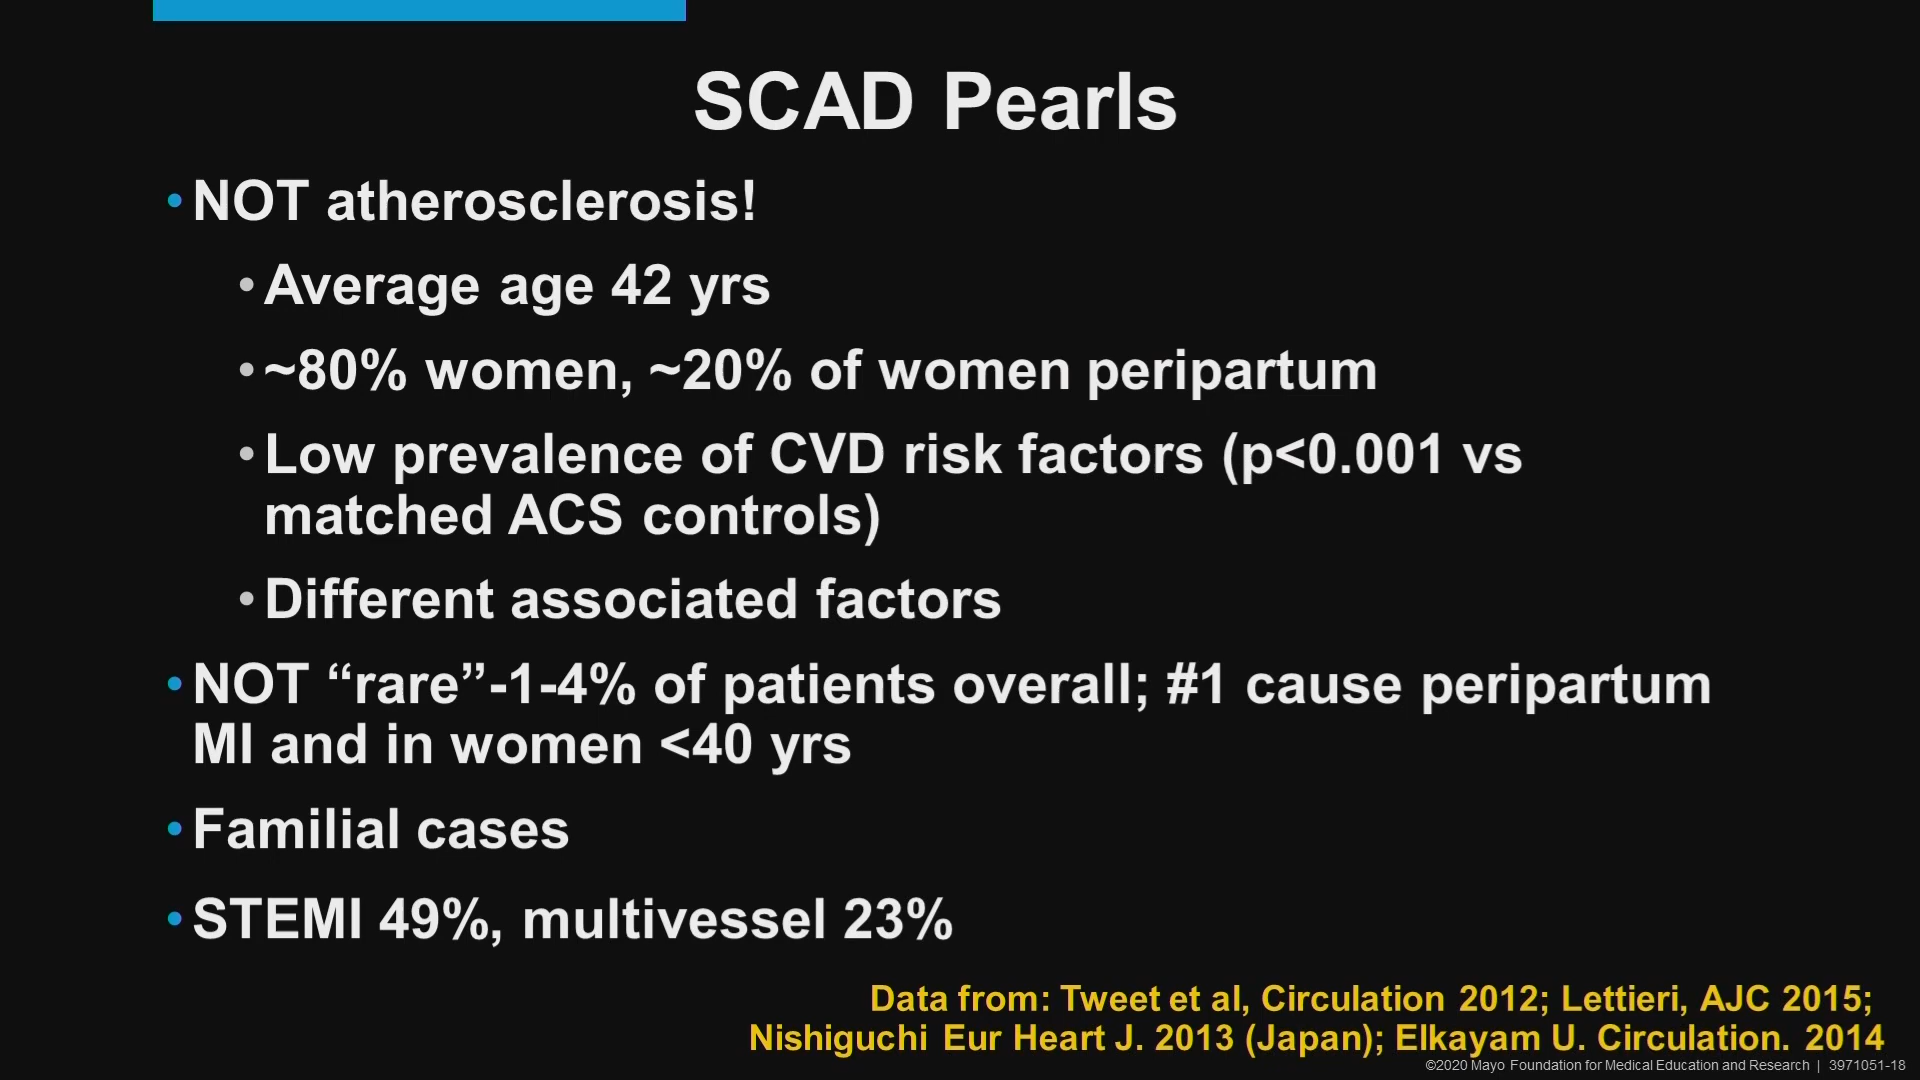 SCAD Pearls
• NOT atherosclerosis!
• Average age 42 yrs
• ~80% women, ~20% of women peripartum
• Low prevalence of CVD risk factors (p<0.001 vs
matched ACS controls)
• Different associated factors
• NOT “rare”-1-4% of patients overall; #1 cause peripartum
MI and in women <40 yrs
• Familial cases
• STEMI 49%, multivessel 23%
Data from: Tweet et al, Circulation 2012; Lettieri, AJC 2015;
Nishiguchi Eur Heart J. 2013 (Japan); Elkayam U. Circulation. 2014
©2020 Mayo Foundation for Medical Education and Research | 3971051-18